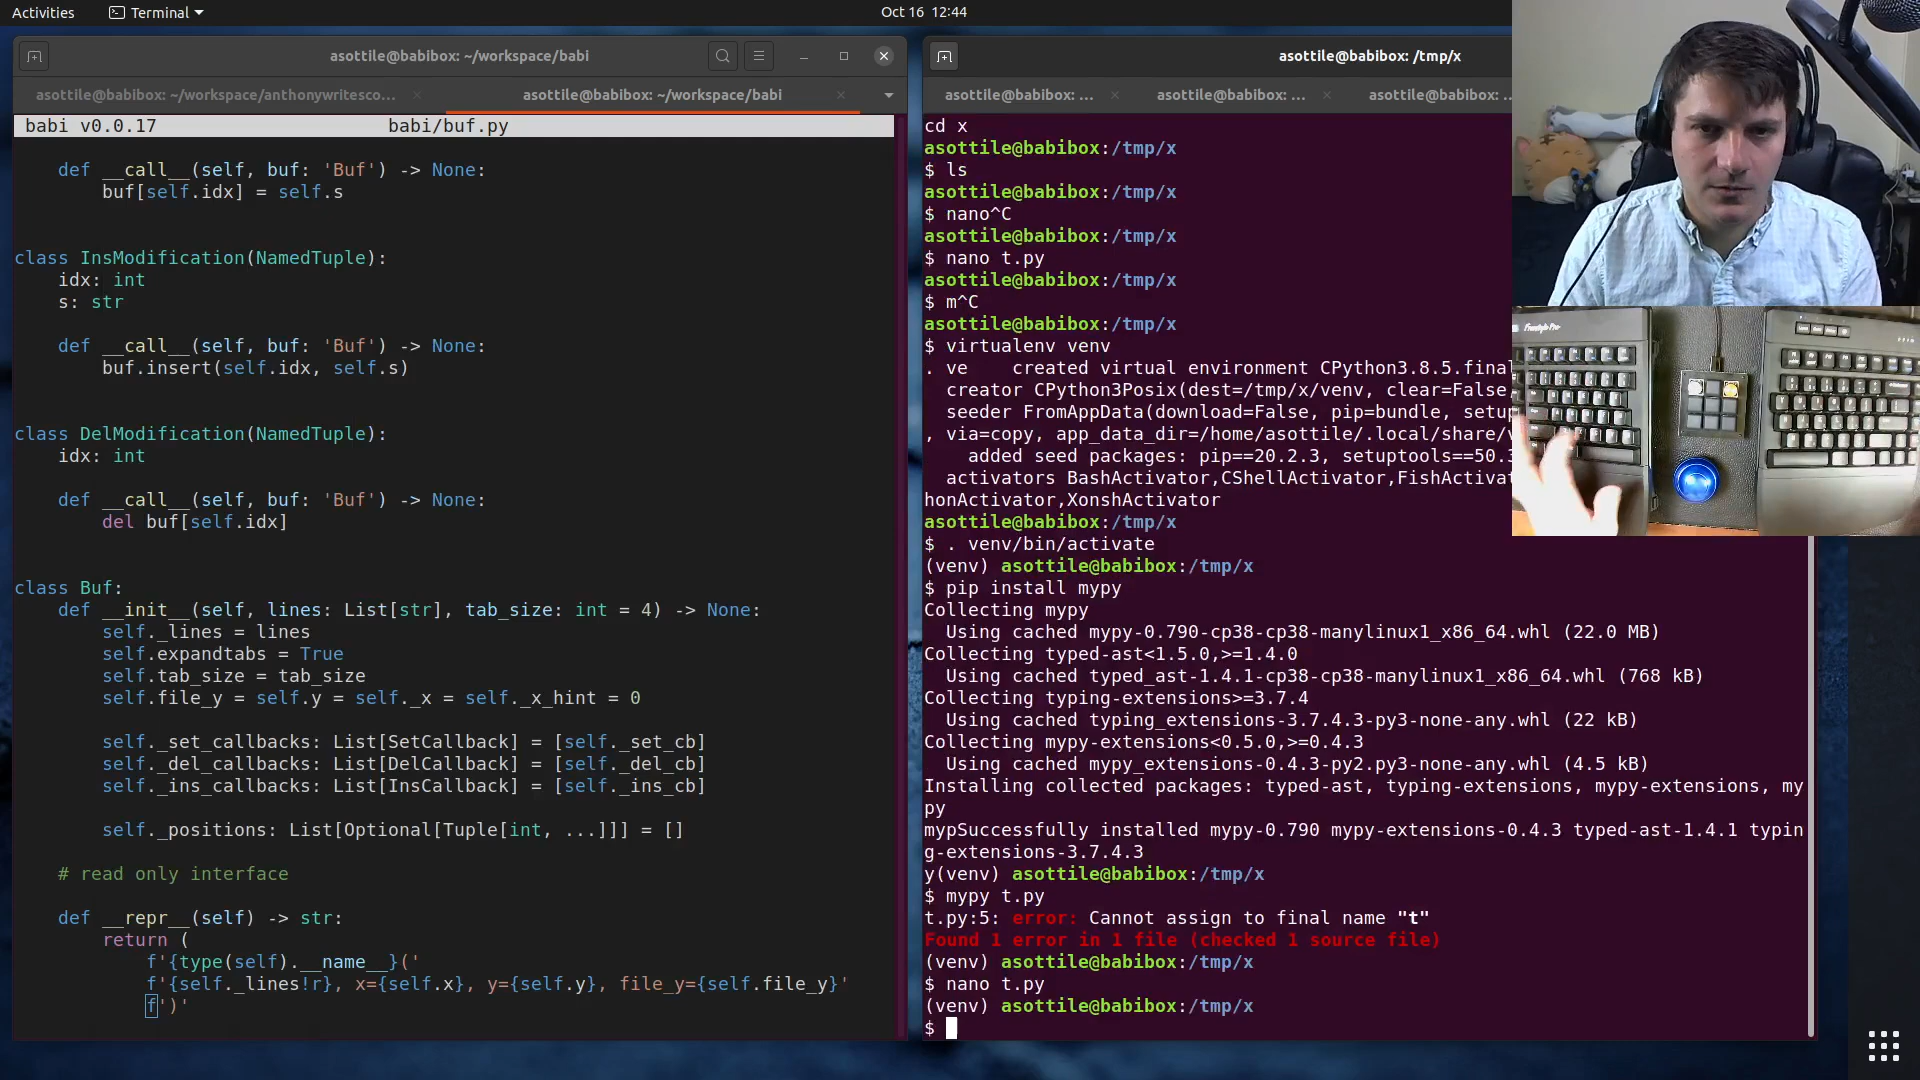 Activities
Terminal
Oct 16 12:44
asottile@babibox: ~/workspace/babi
asottile@babibox: ~/workspace/anthonywritesco...
asottile@babibox: ~/workspace/babi
babi v0.0.17 babi/buf.py
def __call__(self, buf: 'Buf') -> None:
buf[self.idx] = self.s
class InsModification(NamedTuple):
idx: int
s: str
def __call__(self, buf: 'Buf') -> None:
buf.insert(self.idx, self.s)
class DelModification(NamedTuple):
idx: int
def __call__(self, buf: 'Buf') -> None:
del buf[self.idx]
class Buf:
def __init__(self, lines: List[str], tab_size: int = 4) -> None:
self._lines = lines
self.expandtabs = True
self.tab_size = tab_size
self.file_y = self.y = self._x = self._x_hint = 0
self._set_callbacks: List[SetCallback] = [self._set_cb]
self._del_callbacks: List[DelCallback] = [self._del_cb]
self._ins_callbacks: List[InsCallback] = [self._ins_cb]
self._positions: List[Optional[Tuple[int, ...]]] = []
# read only interface
def __repr__(self) -> str:
return (
f'{type(self).__name__}('
f'{self._lines!r}, x={self.x}, y={self.y}, file_y={self.file_y}'
f')'
asottile@babibox: /tmp/x
asottile@babibox: ...
asottile@babibox: ...
asottile@babibox: ...
cd x
asottile@babibox:/tmp/x
$ ls
asottile@babibox:/tmp/x
$ nano^C
asottile@babibox:/tmp/x
$ nano t.py
asottile@babibox:/tmp/x
$ m^C
asottile@babibox:/tmp/x
$ virtualenv venv
. ve created virtual environment CPython3.8.5.final
creator CPython3Posix(dest=/tmp/x/venv, clear=False,
seeder FromAppData(download=False, pip=bundle, setup
, via=copy, app_data_dir=/home/asottile/.local/share/v
added seed packages: pip==20.2.3, setuptools==50.3
activators BashActivator,CShellActivator,FishActivat
honActivator,XonshActivator
asottile@babibox:/tmp/x
$ . venv/bin/activate
(venv) asottile@babibox:/tmp/x
$ pip install mypy
Collecting mypy
Using cached mypy-0.790-cp38-cp38-manylinux1_x86_64.whl (22.0 MB)
Collecting typed-ast<1.5.0,>=1.4.0
Using cached typed_ast-1.4.1-cp38-cp38-manylinux1_x86_64.whl (768 kB)
Collecting typing-extensions>=3.7.4
Using cached typing_extensions-3.7.4.3-py3-none-any.whl (22 kB)
Collecting mypy-extensions<0.5.0,>=0.4.3
Using cached mypy_extensions-0.4.3-py2.py3-none-any.whl (4.5 kB)
Installing collected packages: typed-ast, typing-extensions, mypy-extensions, my
py
mypSuccessfully installed mypy-0.790 mypy-extensions-0.4.3 typed-ast-1.4.1 typin
g-extensions-3.7.4.3
y(venv) asottile@babibox:/tmp/x
$ mypy t.py
t.py:5: error: Cannot assign to final name "t"
Found 1 error in 1 file (checked 1 source file)
(venv) asottile@babibox:/tmp/x
$ nano t.py
(venv) asottile@babibox:/tmp/x
$
Freestyle Pro